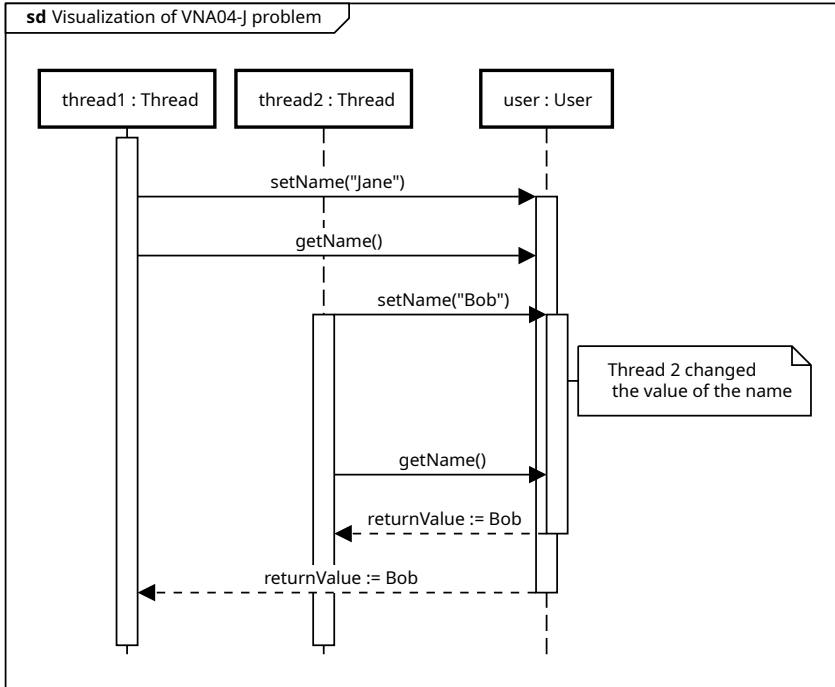 sd Visualization of VNA04-J problem
thread1 : Thread
thread2 : Thread
user : User
setName("Jane")
getName()
setName("Bob")
Thread 2 changed
the value of the name
getName()
returnValue := Bob
returnValue := Bob